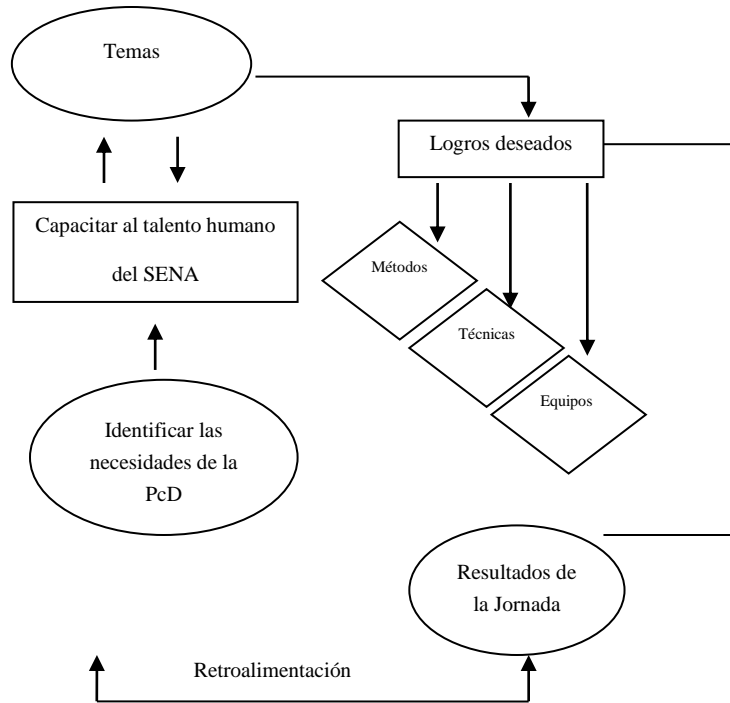 Temas
Logros deseados
Capacitar al talento humano
del SENA
Métodos
Técnicas
Equipos
Identificar las
necesidades de la
PcD
Resultados de
la Jornada
Retroalimentación